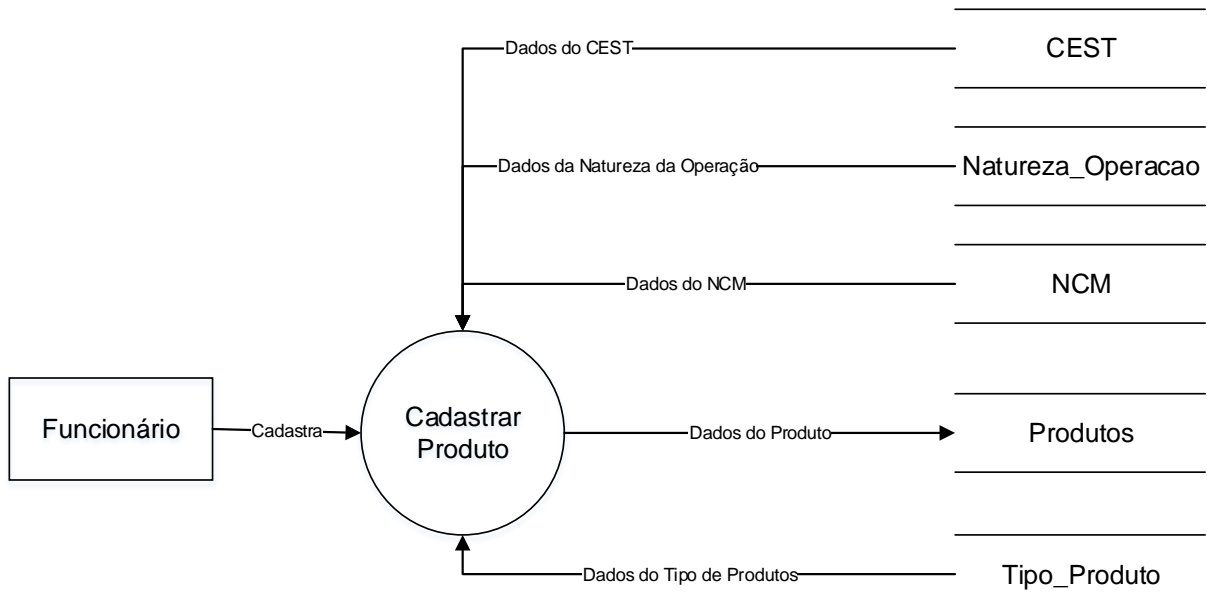 Dados do CEST
CEST
Dados da Natureza da Operação
Natureza_Operacao
Dados do NCM
NCM
Funcionário
Cadastra
Cadastrar
Produto
Dados do Produto
Produtos
Dados do Tipo de Produtos
Tipo_Produto